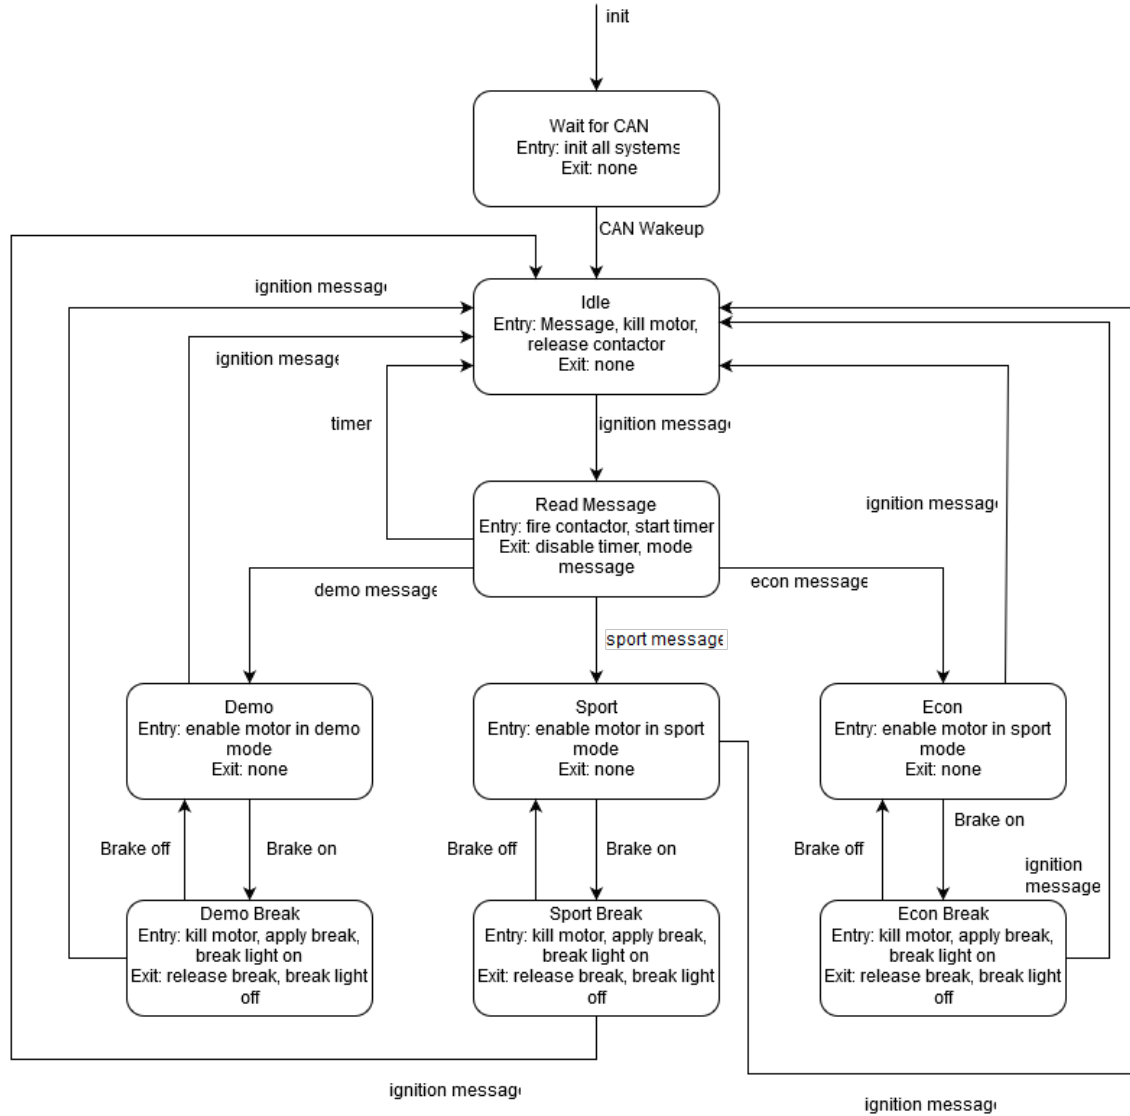 init
Wait for CAN
Entry: init all systems
Exit: none
CAN Wakeup
ignition message
Idle
Entry: Message, kill motor,
release contactor
Exit: none
ignition mesage
timer
ignition message
Read Message
Entry: fire contactor, start timer
Exit: disable timer, mode
message
ignition message
demo message
econ message
sport message
Demo
Entry: enable motor in demo
mode
Exit: none
Sport
Entry: enable motor in sport
mode
Exit: none
Econ
Entry: enable motor in sport
mode
Exit: none
Brake off
Brake on
Brake off
Brake on
Brake off
Brake on
ignition
message
Demo Break
Entry: kill motor, apply break,
break light on
Exit: release break, break light
off
Sport Break
Entry: kill motor, apply break,
break light on
Exit: release break, break light
off
Econ Break
Entry: kill motor, apply break,
break light on
Exit: release break, break light
off
ignition message
ignition message